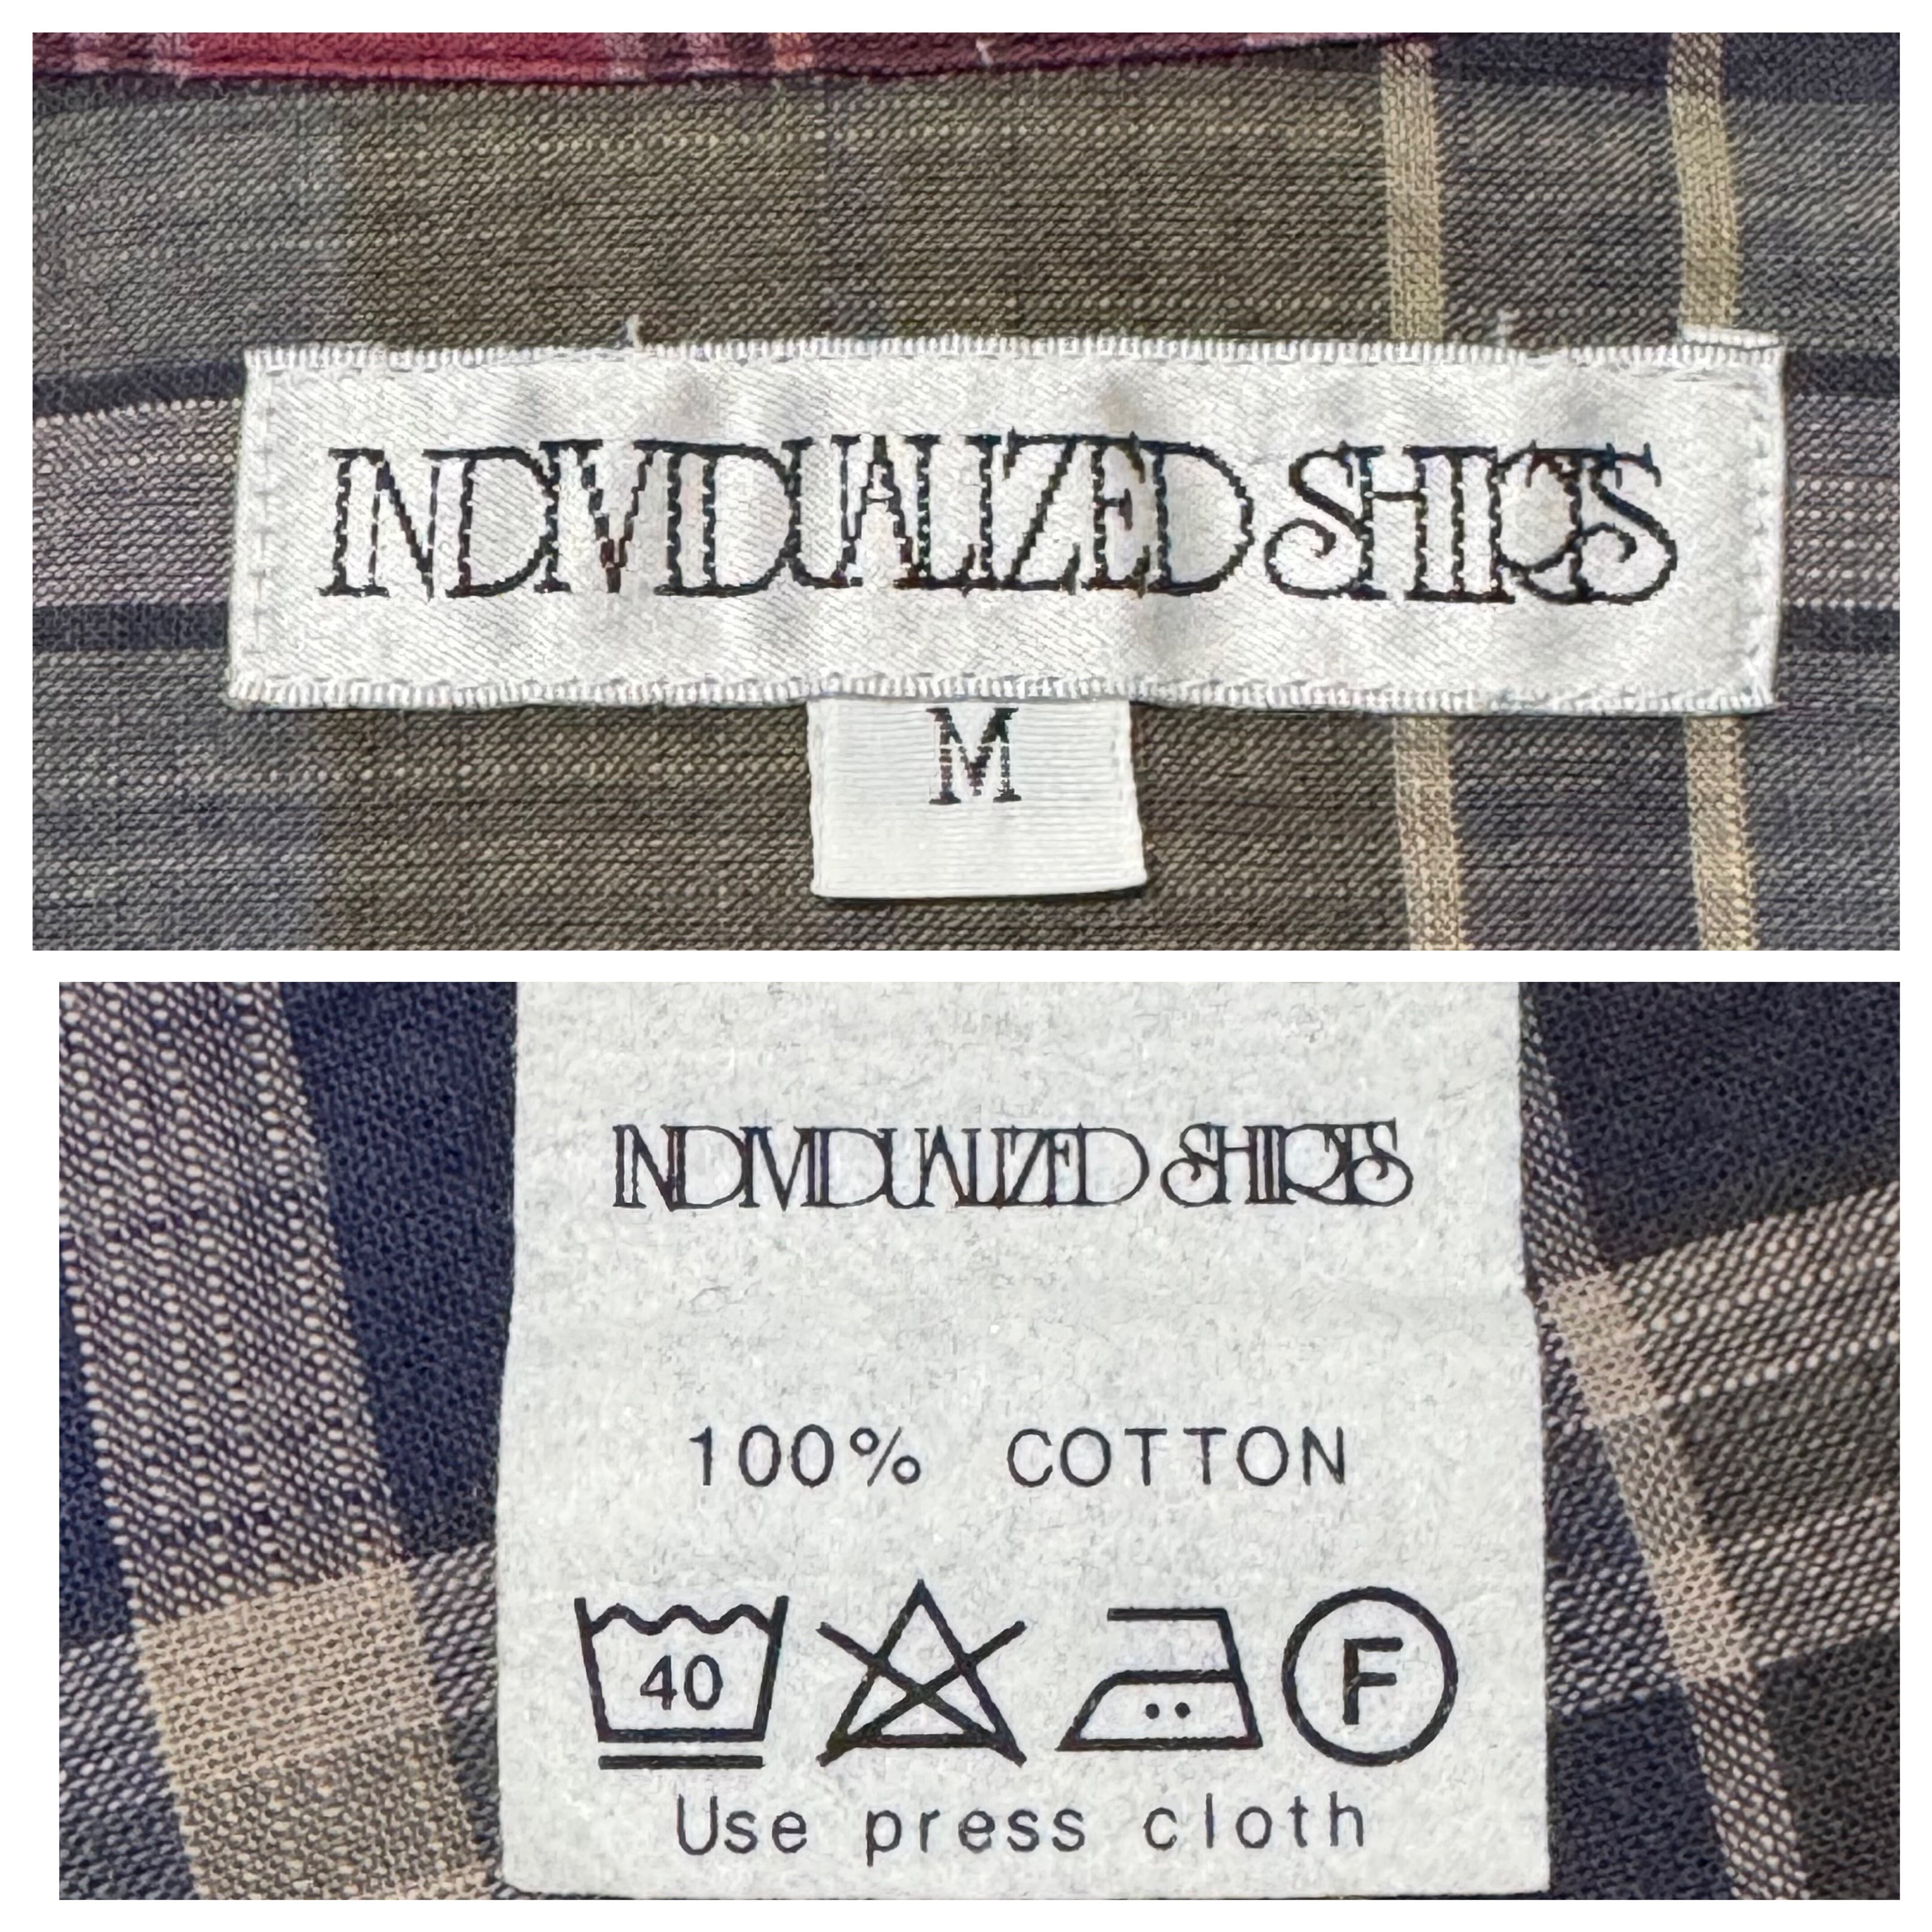 INDIVIDUALIZED SHIRTS
M
INDIVIDUALIZED SHIRTS
100% COTTON
40 F
Use press cloth